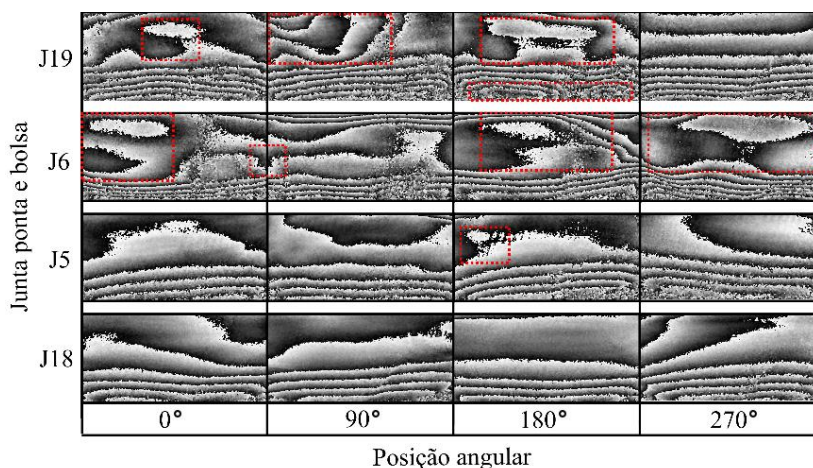 Junta ponta e bolsa
J19
J6
J5
J18
0° 90° 180° 270°
Posição angular